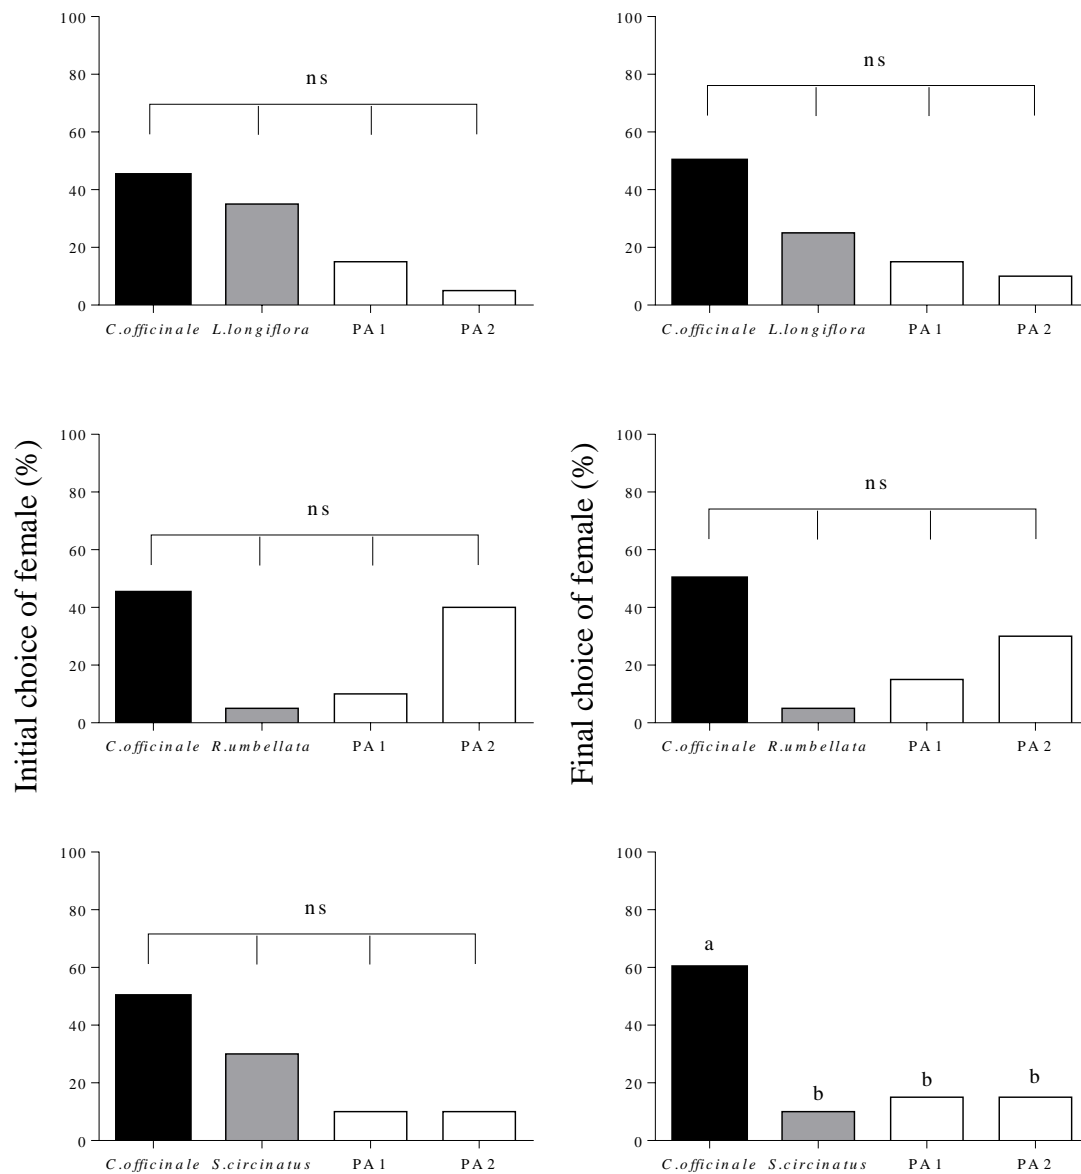 100
80
60
40
20
0
ns
C.officinale L.longiflora PA1 PA2
100
80
60
40
20
0
ns
C.officinale L.longiflora PA1 PA2
Initial choice of female (%)
100
80
60
40
20
0
ns
C.officinale R.umbellata PA1 PA2
Final choice of female (%)
100
80
60
40
20
0
ns
C.officinale R.umbellata PA1 PA2
100
80
60
40
20
0
ns
C.officinale S.circinatus PA1 PA2
100
80
60
40
20
0
a
b b b
C.officinale S.circinatus PA1 PA2